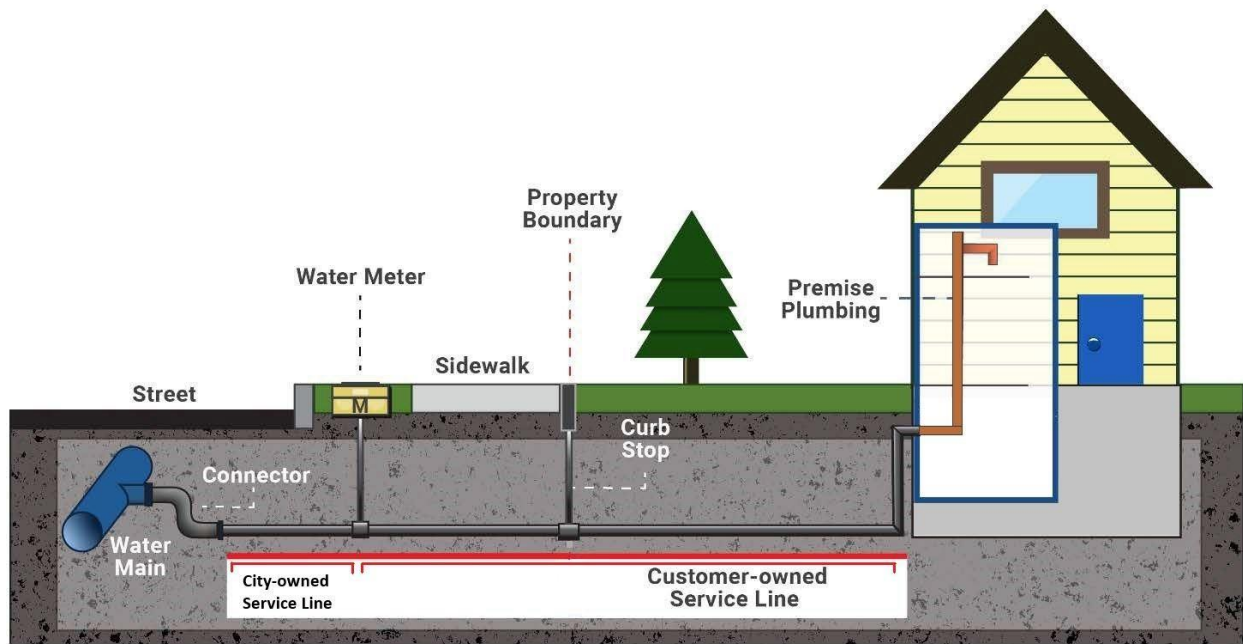 Property
Boundary
Water Meter
Premise
Plumbing
Sidewalk
Street
M
Curb
Stop
Connector
Water
Main
City-owned
Service Line
Customer-owned
Service Line